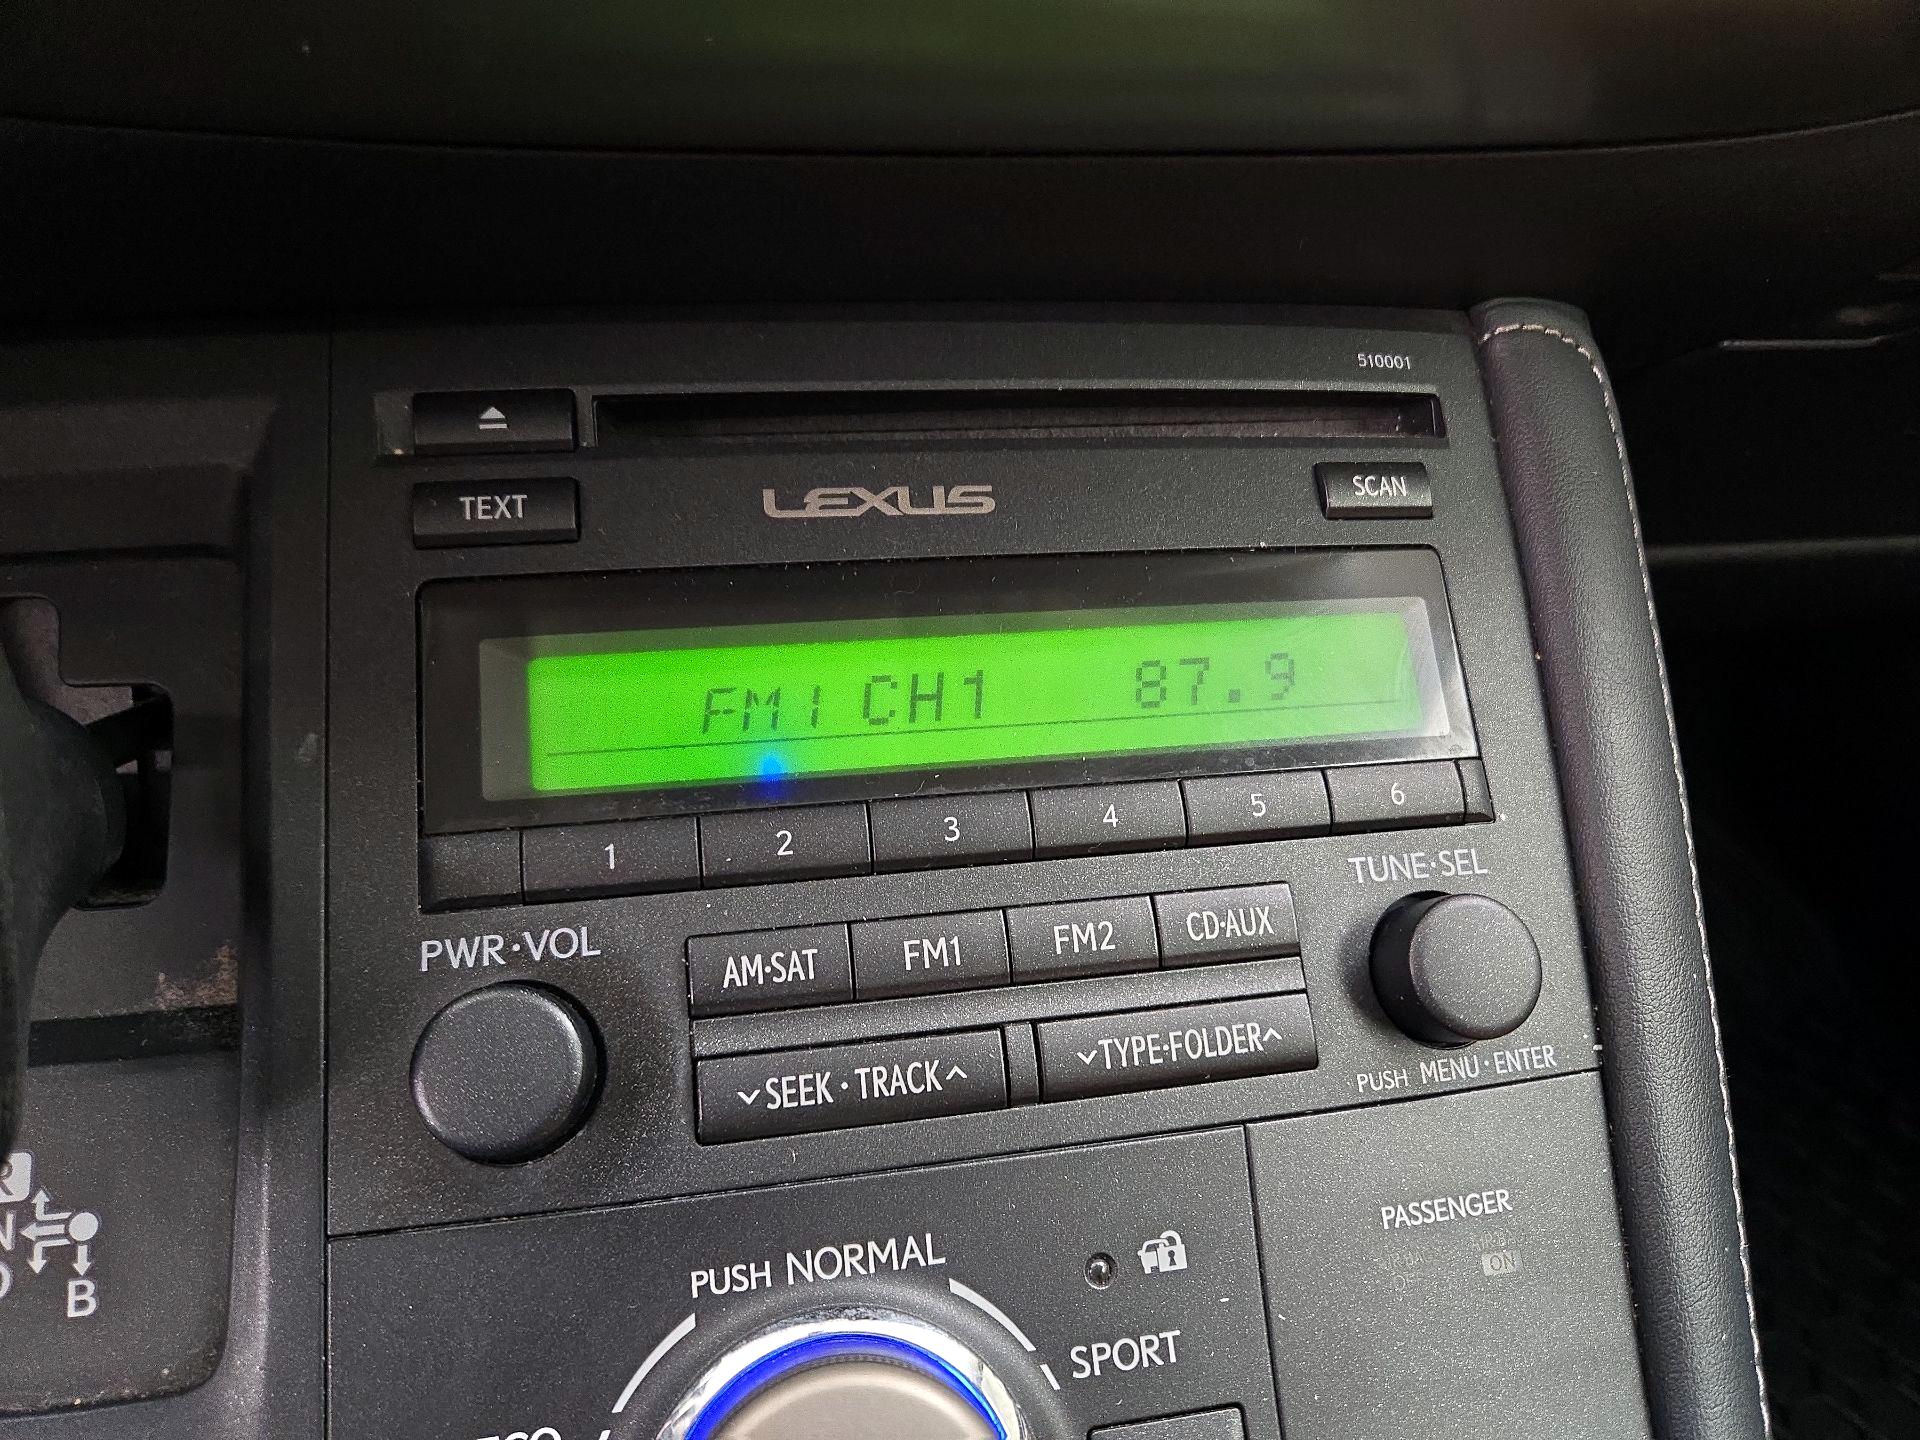 510001
TEXT
LEXUS
SCAN
FM1 CH1 87.9
1 2 3 4 5 6
TUNE·SEL
PWR·VOL
AM·SAT FM1 FM2 CD·AUX
SEEK·TRACK
TYPE·FOLDER
PUSH MENU·ENTER
PASSENGER
ON
PUSH NORMAL
SPORT
ECO
R
N
D
B